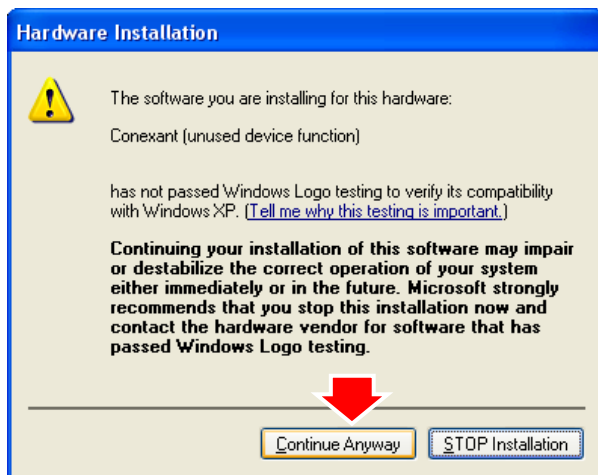 Hardware Installation
The software you are installing for this hardware:
Conexant (unused device function)
has not passed Windows Logo testing to verify its compatibility
with Windows XP. (Tell me why this testing is important.)
Continuing your installation of this software may impair
or destabilize the correct operation of your system
either immediately or in the future. Microsoft strongly
recommends that you stop this installation now and
contact the hardware vendor for software that has
passed Windows Logo testing.
Continue Anyway
STOP Installation